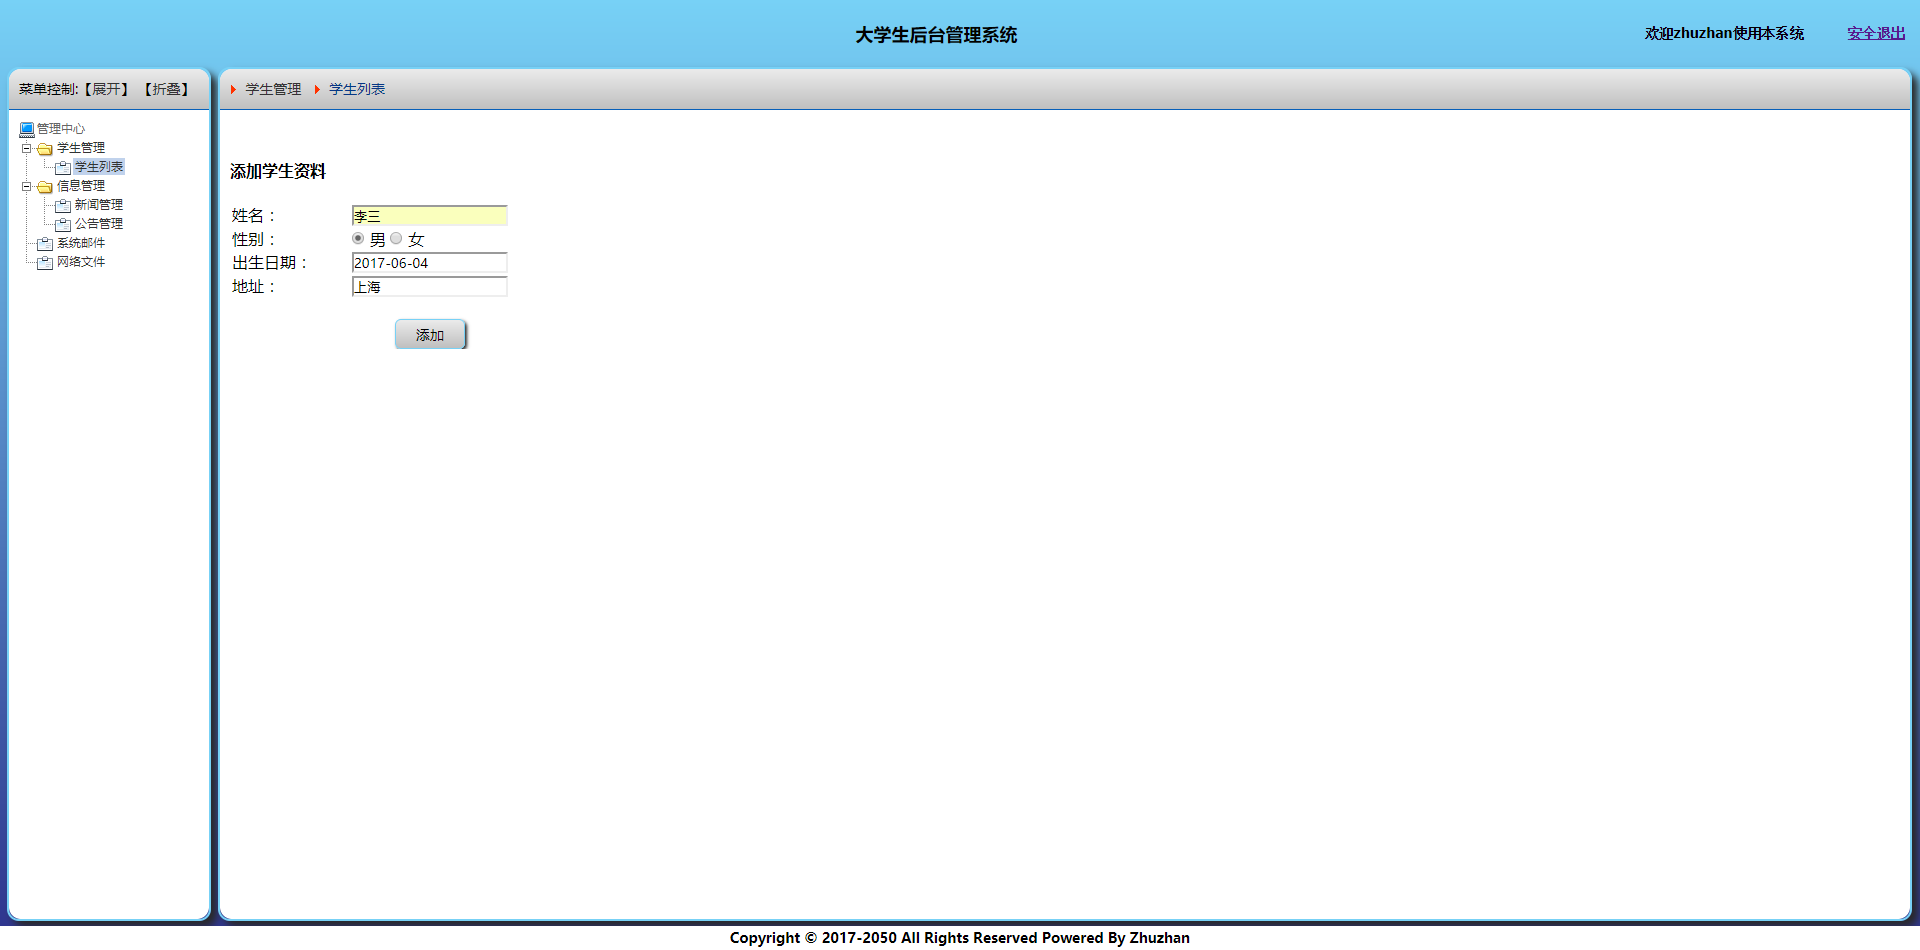 大学生后台管理系统
欢迎zhuzhan使用本系统
安全退出
菜单控制:【展开】 【折叠】
管理中心
学生管理
学生列表
信息管理
新闻管理
公告管理
系统邮件
网络文件
学生管理 学生列表
添加学生资料
姓名： 李三
性别： 男 女
出生日期： 2017-06-04
地址： 上海
添加
Copyright © 2017-2050 All Rights Reserved Powered By Zhuzhan